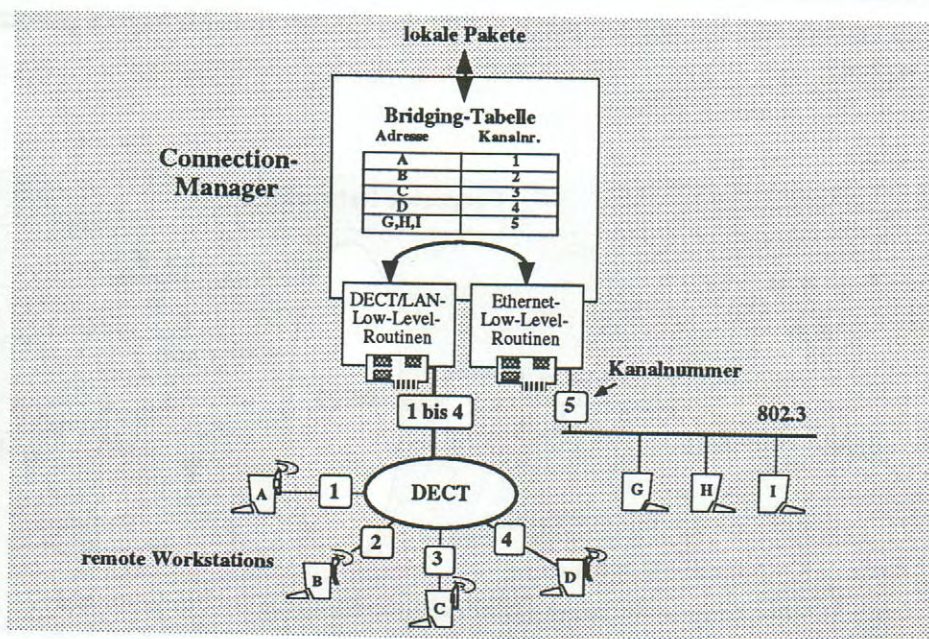 lokale Pakete
Bridging-Tabelle
Adresse Kanalnr.
A 1
B 2
C 3
D 4
G,H,I 5
Connection-
Manager
DECT/LAN-
Low-Level-
Routinen
Ethernet-
Low-Level-
Routinen
Kanalnummer
1 bis 4
5
802.3
A
1
DECT
G
H
I
2
3
4
remote Workstations
B
C
D